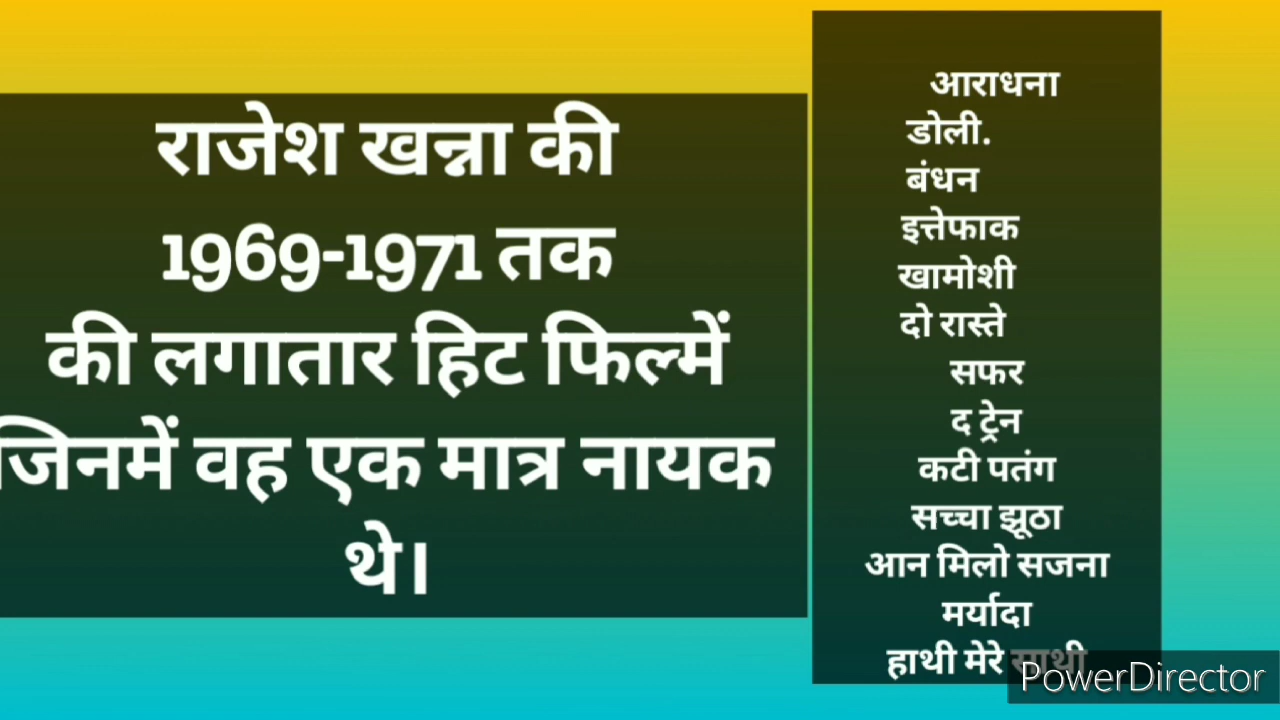 राजेश खन्ना की
1969-1971 तक
की लगातार हिट फिल्में
जिनमें वह एक मात्र नायक
थे।
आराधना
डोली.
बंधन
इत्तेफाक
खामोशी
दो रास्ते
सफर
द ट्रेन
कटी पतंग
सच्चा झूठा
आन मिलो सजना
मर्यादा
हाथी मेरे साथी
PowerDirector